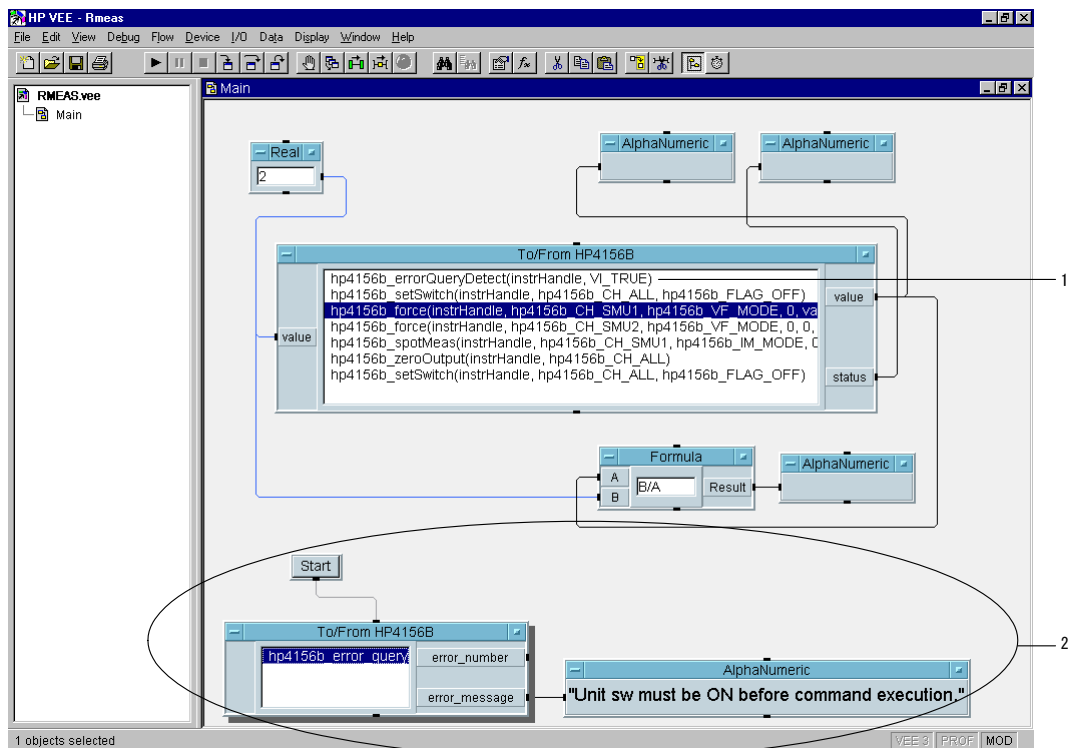 HP VEE - Rmeas
File Edit View Debug Flow Device I/O Data Display Window Help
RMEAS.vee
Main
Main
Real
2
AlphaNumeric
AlphaNumeric
To/From HP4156B
value
hp4156b_errorQueryDetect(instrHandle, VI_TRUE)
hp4156b_setSwitch(instrHandle, hp4156b_CH_ALL, hp4156b_FLAG_OFF)
hp4156b_force(instrHandle, hp4156b_CH_SMU1, hp4156b_VF_MODE, 0, va
hp4156b_force(instrHandle, hp4156b_CH_SMU2, hp4156b_VF_MODE, 0, 0,
hp4156b_spotMeas(instrHandle, hp4156b_CH_SMU1, hp4156b_IM_MODE, 0
hp4156b_zeroOutput(instrHandle, hp4156b_CH_ALL)
hp4156b_setSwitch(instrHandle, hp4156b_CH_ALL, hp4156b_FLAG_OFF)
value
status
1
Formula
A
B
B/A
Result
AlphaNumeric
Start
To/From HP4156B
hp4156b_error_query
error_number
error_message
AlphaNumeric
"Unit sw must be ON before command execution."
2
1 objects selected
VEE 3 PROF MOD